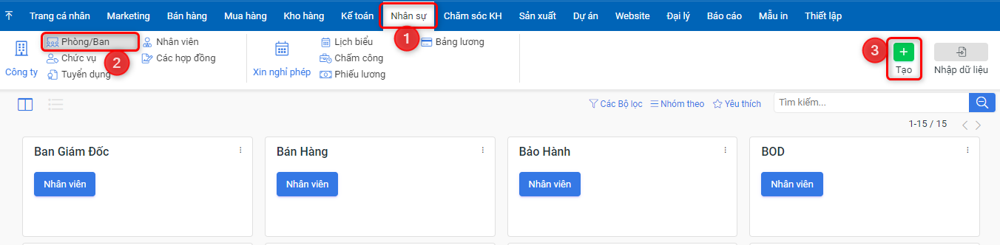 Trang cá nhân Marketing Bán hàng Mua hàng Kho hàng Kế toán Nhân sự Chăm sóc KH Sản xuất Dự án Website Đại lý Báo cáo Mẫu in Thiết lập
1
Công ty
Phòng/Ban Nhân viên
Chức vụ Các hợp đồng
Tuyển dụng
2
Xin nghỉ phép
Lịch biểu Bảng lương
Chấm công
Phiếu lương
3
Tạo Nhập dữ liệu
Các Bộ lọc Nhóm theo Yêu thích Tìm kiếm...
1-15 / 15
Ban Giám Đốc Bán Hàng Bảo Hành BOD
Nhân viên Nhân viên Nhân viên Nhân viên